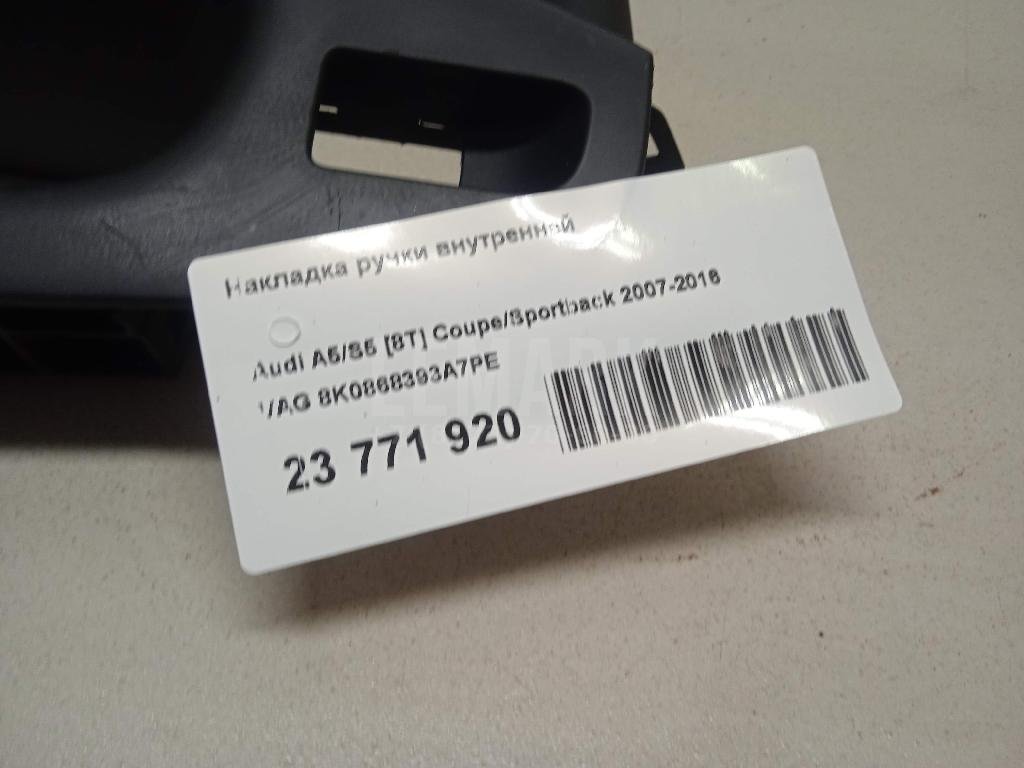 Накладка ручки внутренней
Audi A5/S5 [8T] Coupe/Sportback 2007-2016
VAG 8K0868393A7PE
23 771 920